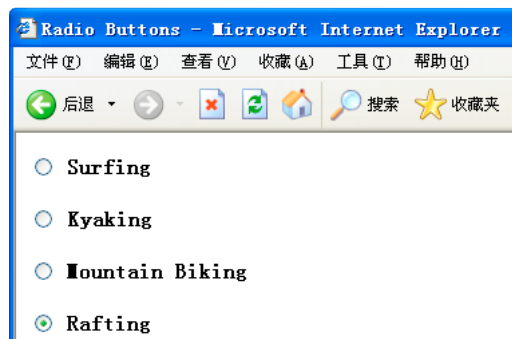 Radio Buttons - Microsoft Internet Explorer
文件(F) 编辑(E) 查看(V) 收藏(A) 工具(T) 帮助(H)
后退 搜索 收藏夹
Surfing
Kyaking
Mountain Biking
Rafting